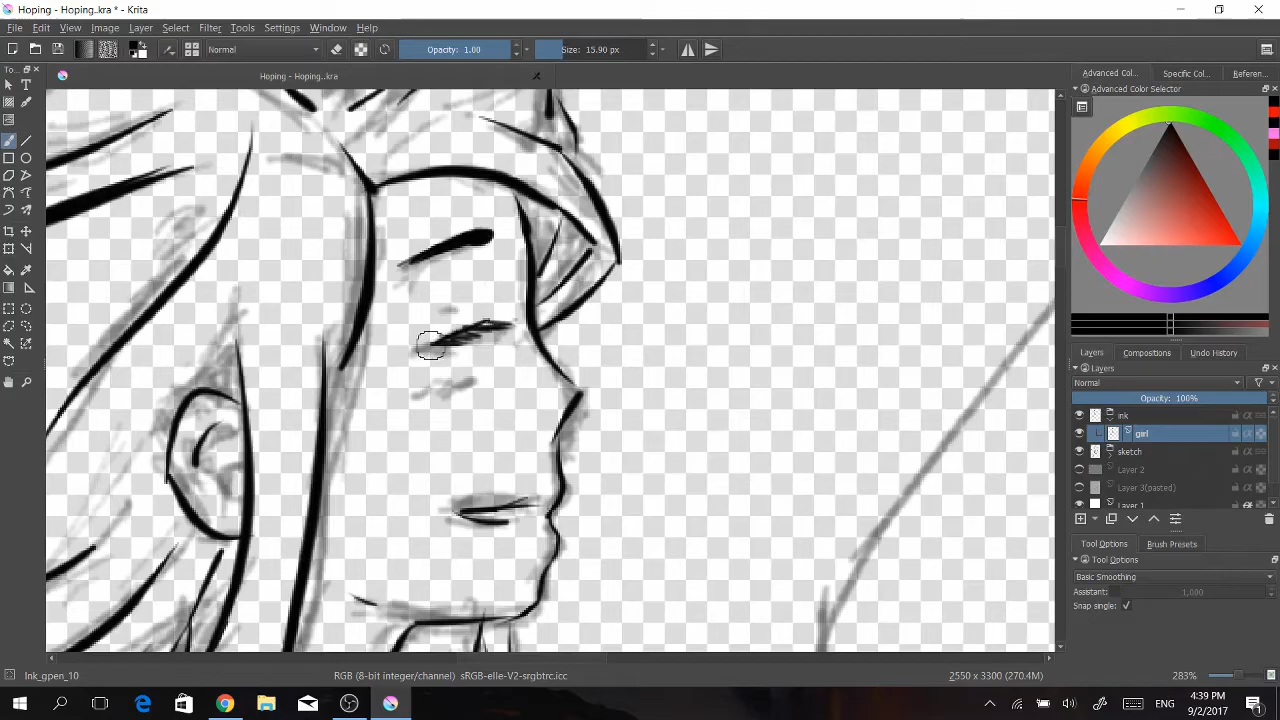 Hoping - Hoping..kra * - Krita
File Edit View Image Layer Select Filter Tools Settings Window Help
Normal Opacity: 1.00 Size: 15.90 px
Too... Hoping - Hoping..kra Advanced Col... Specific Col... Referen...
Advanced Color Selector
Layers Compositions Undo History
Layers
Normal
Opacity: 100%
ink
girl
sketch
Layer 2
Layer 3(pasted)
Layer 1
Tool Options Brush Presets
Tool Options
Basic Smoothing
Assistant: 1,000
Snap single:
Ink_gpen_10 RGB (8-bit integer/channel) sRGB-elle-V2-srgbtrc.icc 2550 x 3300 (270.4M) 283%
ENG 4:39 PM
9/2/2017